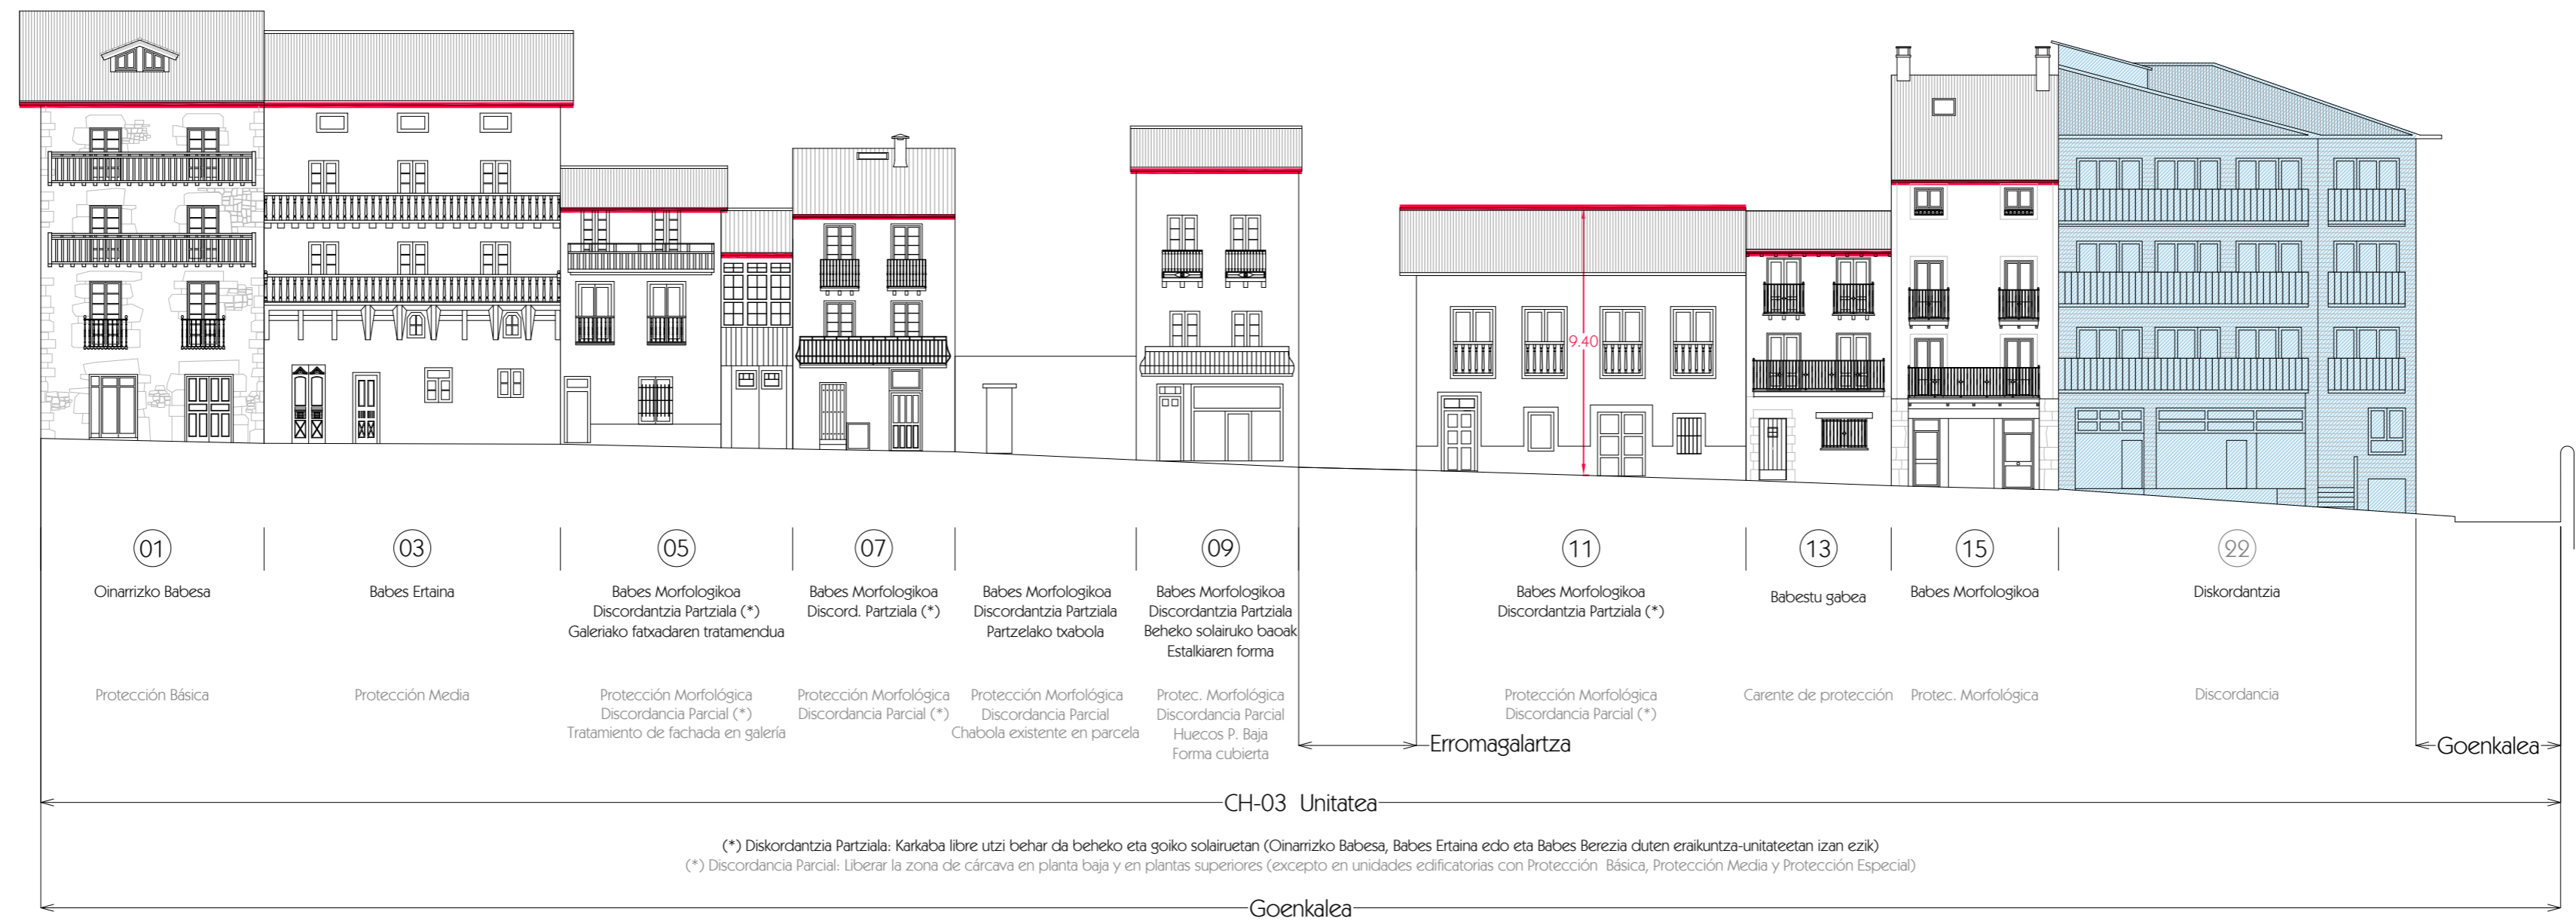 9.40
01
03
05
07
09
11
13
15
22
Oinarrizko Babesa
Babes Ertaina
Babes Morfologikoa
Discordantzia Partziala (*)
Galeriako fatxadaren tratamendua
Babes Morfologikoa
Discord. Partziala (*)
Babes Morfologikoa
Discordantzia Partziala
Partzelako txabola
Babes Morfologikoa
Discordantzia Partziala
Beheko solairuko baoak
Estalkiaren forma
Babes Morfologikoa
Discordantzia Partziala (*)
Babestu gabea
Babes Morfologikoa
Diskordantzia
Protección Básica
Protección Media
Protección Morfológica
Discordancia Parcial (*)
Tratamiento de fachada en galería
Protección Morfológica
Discordancia Parcial (*)
Protección Morfológica
Discordancia Parcial
Chabola existente en parcela
Protec. Morfológica
Discordancia Parcial
Huecos P. Baja
Forma cubierta
Protección Morfológica
Discordancia Parcial (*)
Carente de protección
Protec. Morfológica
Discordancia
Erromagalartza
Goenkalea
CH-03 Unitatea
(*) Diskordantzia Partziala: Karkaba libre utzi behar da beheko eta goiko solairuetan (Oinarrizko Babesa, Babes Ertaina edo eta Babes Berezia duten eraikuntza-unitateetan izan ezik)
(*) Discordancia Parcial: Liberar la zona de cárcava en planta baja y en plantas superiores (excepto en unidades edificatorias con Protección Básica, Protección Media y Protección Especial)
Goenkalea